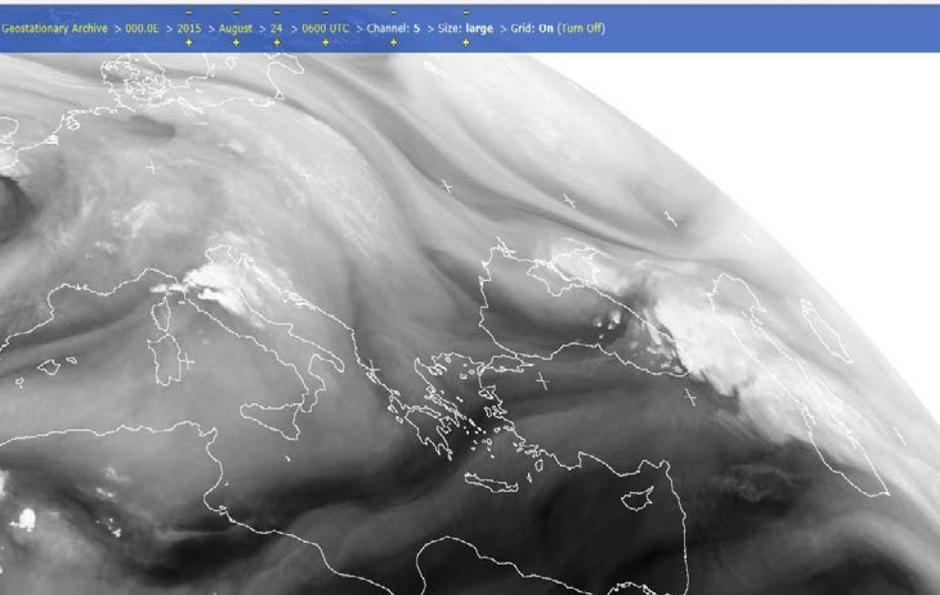 Geostationary Archive > 000.0E > 2015 > August > 24 > 0600 UTC > Channel: 5 > Size: large > Grid: On (Turn Off)